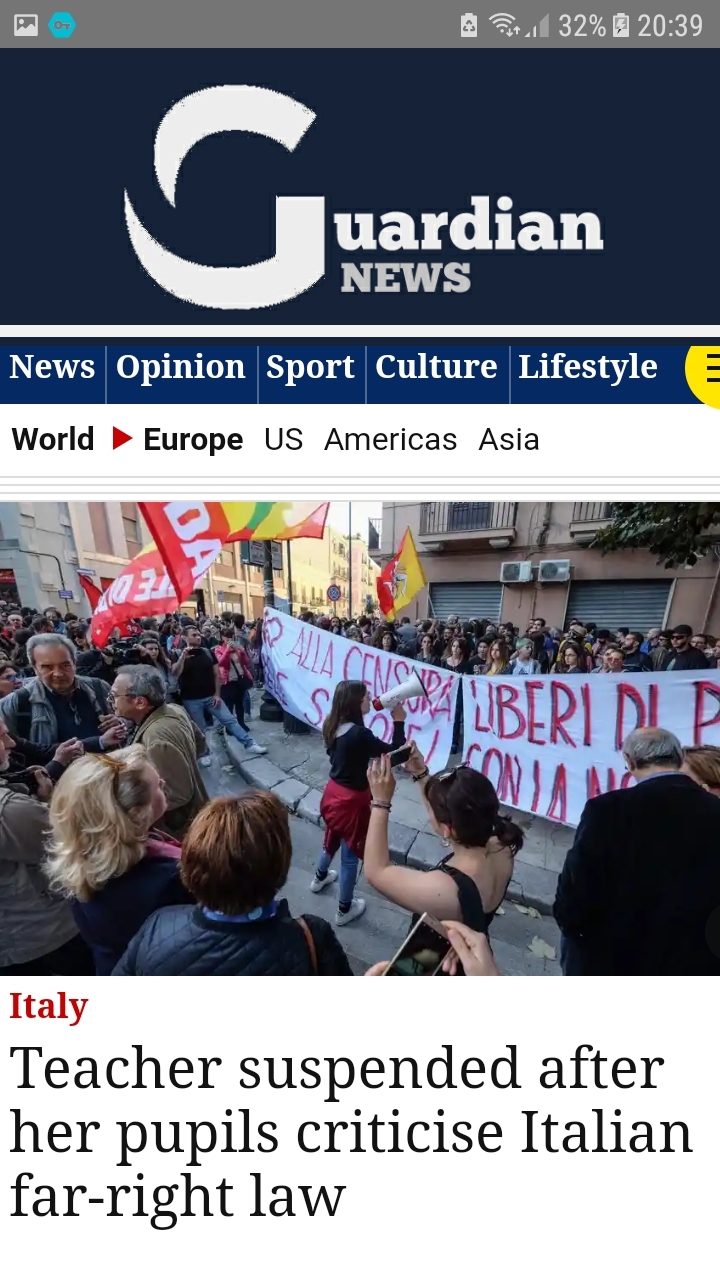 32% 20:39
Guardian
NEWS
News Opinion Sport Culture Lifestyle
World Europe US Americas Asia
ALLA CENSURA
LIBERI DI P
CON LA
Italy
Teacher suspended after
her pupils criticise Italian
far-right law